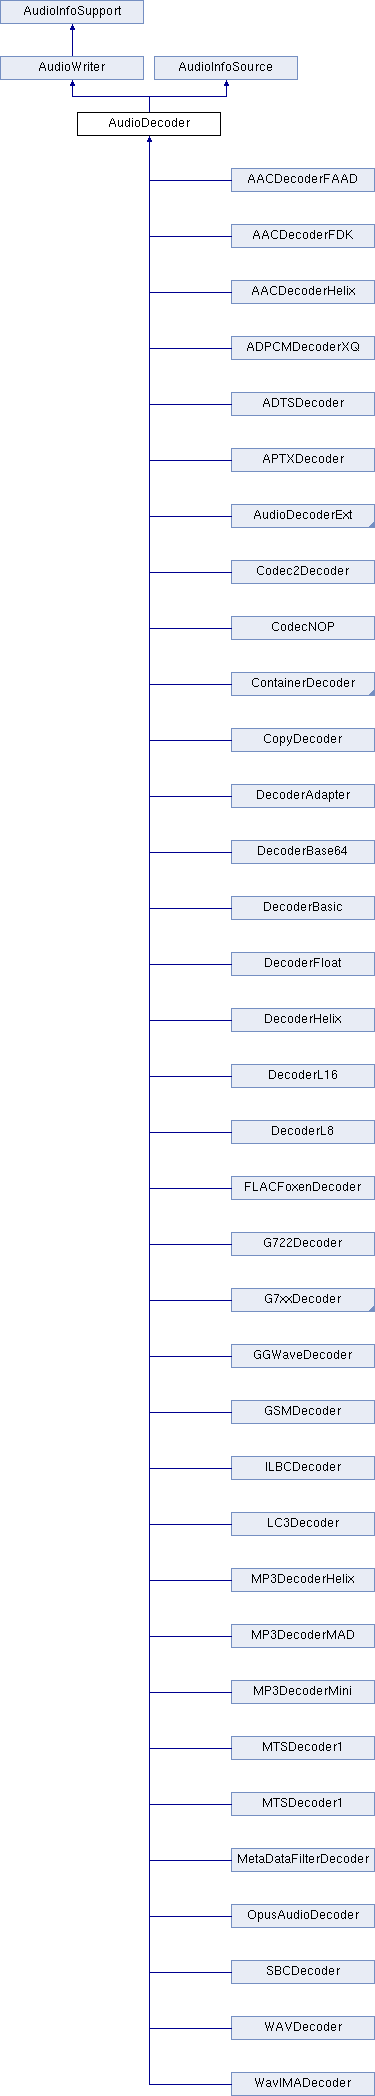 AudioInfoSupport
AudioWriter
AudioInfoSource
AudioDecoder
AACDecoderFAAD
AACDecoderFDK
AACDecoderHelix
ADPCMDecoderXQ
ADTSDecoder
APTXDecoder
AudioDecoderExt
Codec2Decoder
CodecNOP
ContainerDecoder
CopyDecoder
DecoderAdapter
DecoderBase64
DecoderBasic
DecoderFloat
DecoderHelix
DecoderL16
DecoderL8
FLACFoxenDecoder
G722Decoder
G7xxDecoder
GGWaveDecoder
GSMDecoder
ILBCDecoder
LC3Decoder
MP3DecoderHelix
MP3DecoderMAD
MP3DecoderMini
MTSDecoder1
MTSDecoder1
MetaDataFilterDecoder
OpusAudioDecoder
SBCDecoder
WAVDecoder
WavIMADecoder